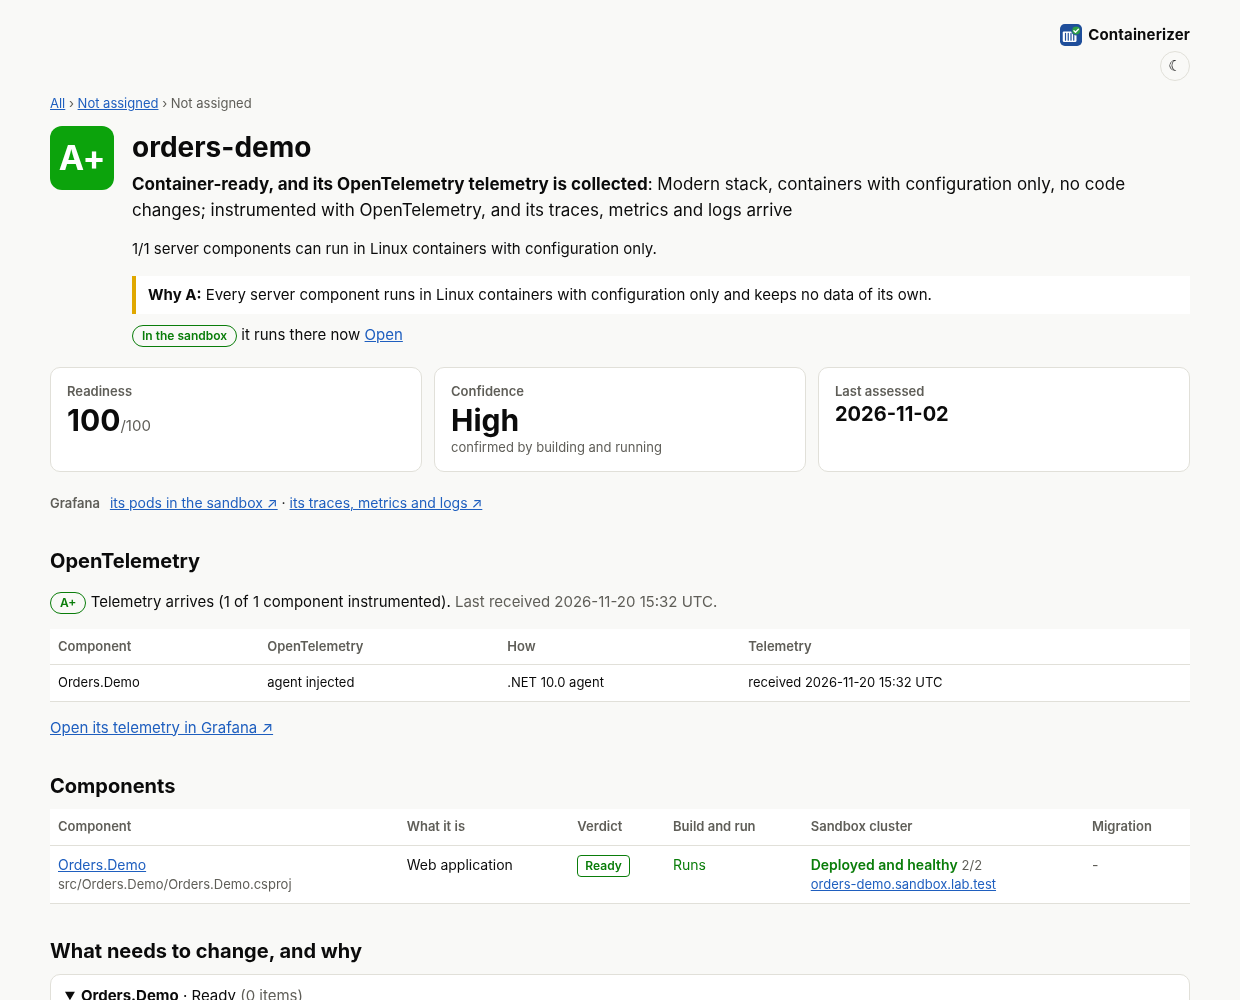 Containerizer
☾
All › Not assigned › Not assigned
A+
orders-demo
Container-ready, and its OpenTelemetry telemetry is collected: Modern stack, containers with configuration only, no code
changes; instrumented with OpenTelemetry, and its traces, metrics and logs arrive
1/1 server components can run in Linux containers with configuration only.
Why A: Every server component runs in Linux containers with configuration only and keeps no data of its own.
In the sandbox it runs there now Open
Readiness
100/100
Confidence
High
confirmed by building and running
Last assessed
2026-11-02
Grafana its pods in the sandbox ↗ · its traces, metrics and logs ↗
OpenTelemetry
A+ Telemetry arrives (1 of 1 component instrumented). Last received 2026-11-20 15:32 UTC.
Component OpenTelemetry How Telemetry
Orders.Demo agent injected .NET 10.0 agent received 2026-11-20 15:32 UTC
Open its telemetry in Grafana ↗
Components
Component What it is Verdict Build and run Sandbox cluster Migration
Orders.Demo Web application Ready Runs Deployed and healthy 2/2 -
src/Orders.Demo/Orders.Demo.csproj orders-demo.sandbox.lab.test
What needs to change, and why
▼ Orders.Demo · Ready (0 items)